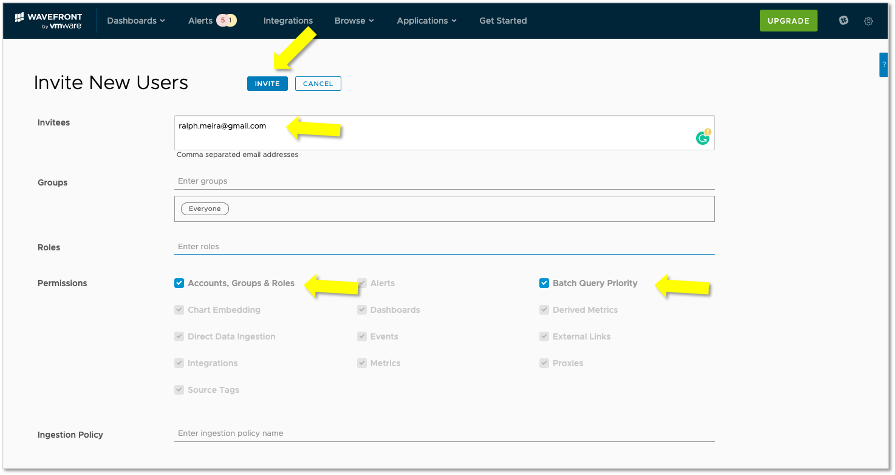 WAVEFRONT Dashboards Alerts 5 1 Integrations Browse Applications Get Started UPGRADE
by vmware
?
Invite New Users INVITE CANCEL
Invitees ralph.meira@gmail.com
Comma separated email addresses
Groups Enter groups
Everyone
Roles Enter roles
Permissions Accounts, Groups & Roles Alerts Batch Query Priority
Chart Embedding Dashboards Derived Metrics
Direct Data Ingestion Events External Links
Integrations Metrics Proxies
Source Tags
Ingestion Policy Enter ingestion policy name